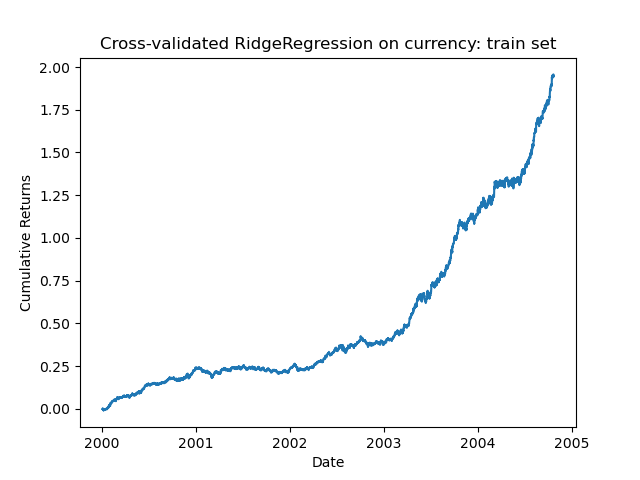 Cross-validated RidgeRegression on currency: train set
2.00
1.75
1.50
1.25
1.00
0.75
0.50
0.25
0.00
Cumulative Returns
2000 2001 2002 2003 2004 2005
Date